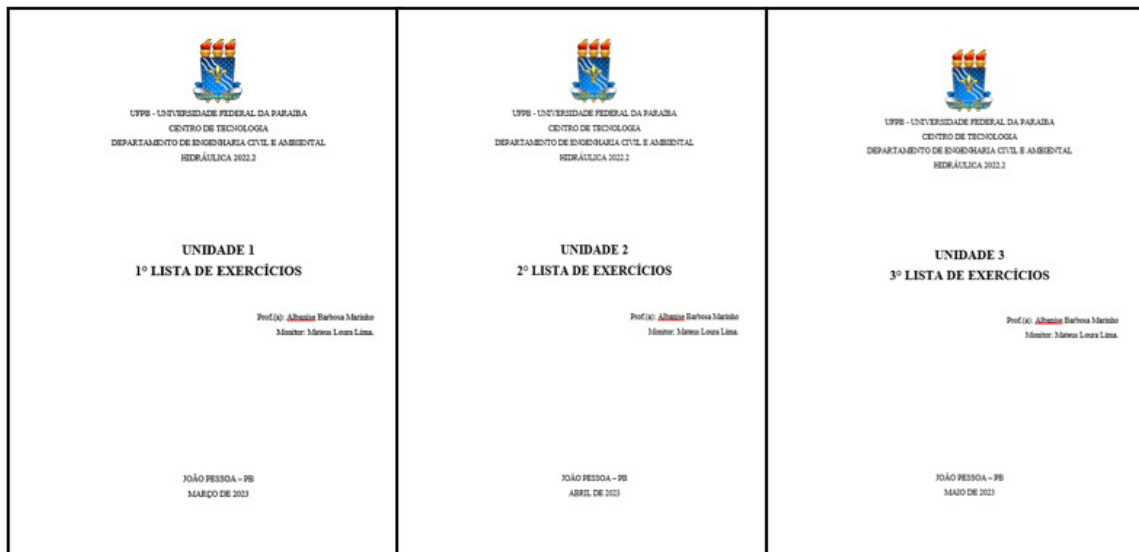 UFPB - UNIVERSIDADE FEDERAL DA PARAÍBA
CENTRO DE TECNOLOGIA
DEPARTAMENTO DE ENGENHARIA CIVIL E AMBIENTAL
HIDRÁULICA 2022.2
UNIDADE 1
1º LISTA DE EXERCÍCIOS
Prof.(a): Albanise Barbosa Marinho
Monitor: Mateus Loura Lima.
JOÃO PESSOA – PB
MARÇO DE 2023
UFPB - UNIVERSIDADE FEDERAL DA PARAÍBA
CENTRO DE TECNOLOGIA
DEPARTAMENTO DE ENGENHARIA CIVIL E AMBIENTAL
HIDRÁULICA 2022.2
UNIDADE 2
2º LISTA DE EXERCÍCIOS
Prof.(a): Albanise Barbosa Marinho
Monitor: Mateus Loura Lima.
JOÃO PESSOA – PB
ABRIL DE 2023
UFPB - UNIVERSIDADE FEDERAL DA PARAÍBA
CENTRO DE TECNOLOGIA
DEPARTAMENTO DE ENGENHARIA CIVIL E AMBIENTAL
HIDRÁULICA 2022.2
UNIDADE 3
3º LISTA DE EXERCÍCIOS
Prof.(a): Albanise Barbosa Marinho
Monitor: Mateus Loura Lima.
JOÃO PESSOA – PB
MAIO DE 2023